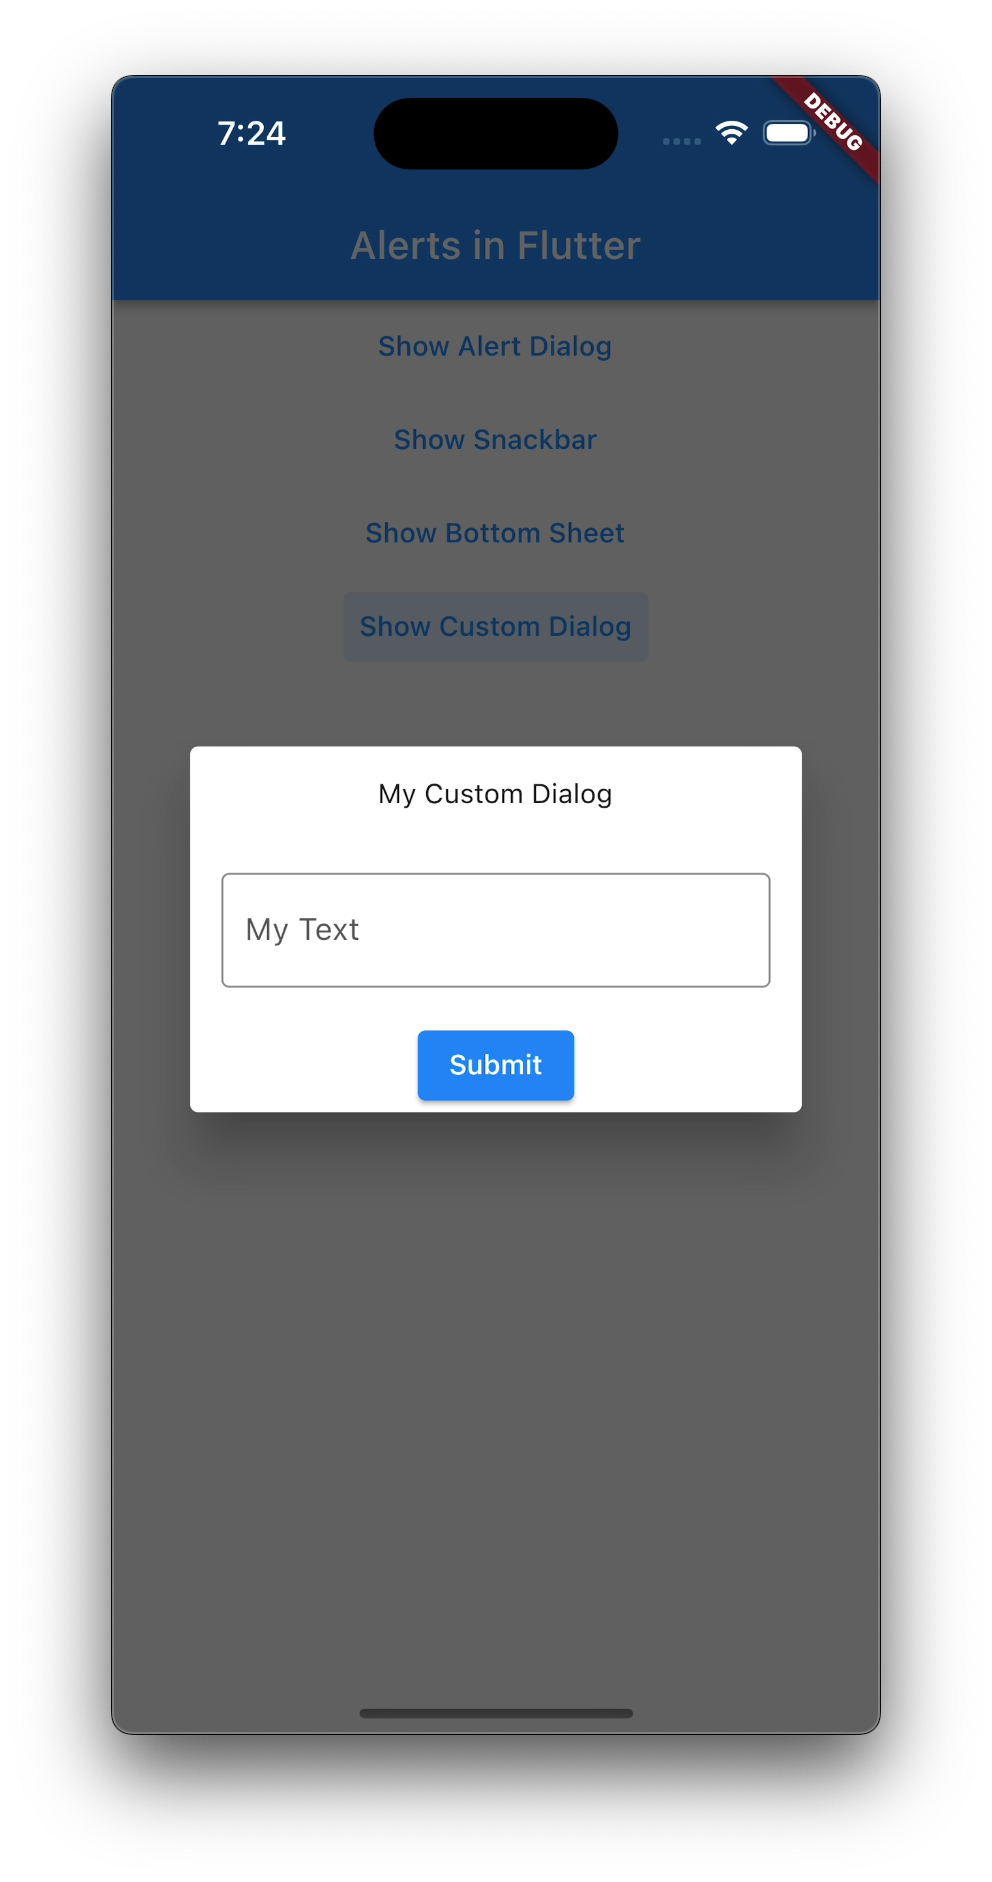 7:24
DEBUG
Alerts in Flutter
Show Alert Dialog
Show Snackbar
Show Bottom Sheet
Show Custom Dialog
My Custom Dialog
My Text
Submit